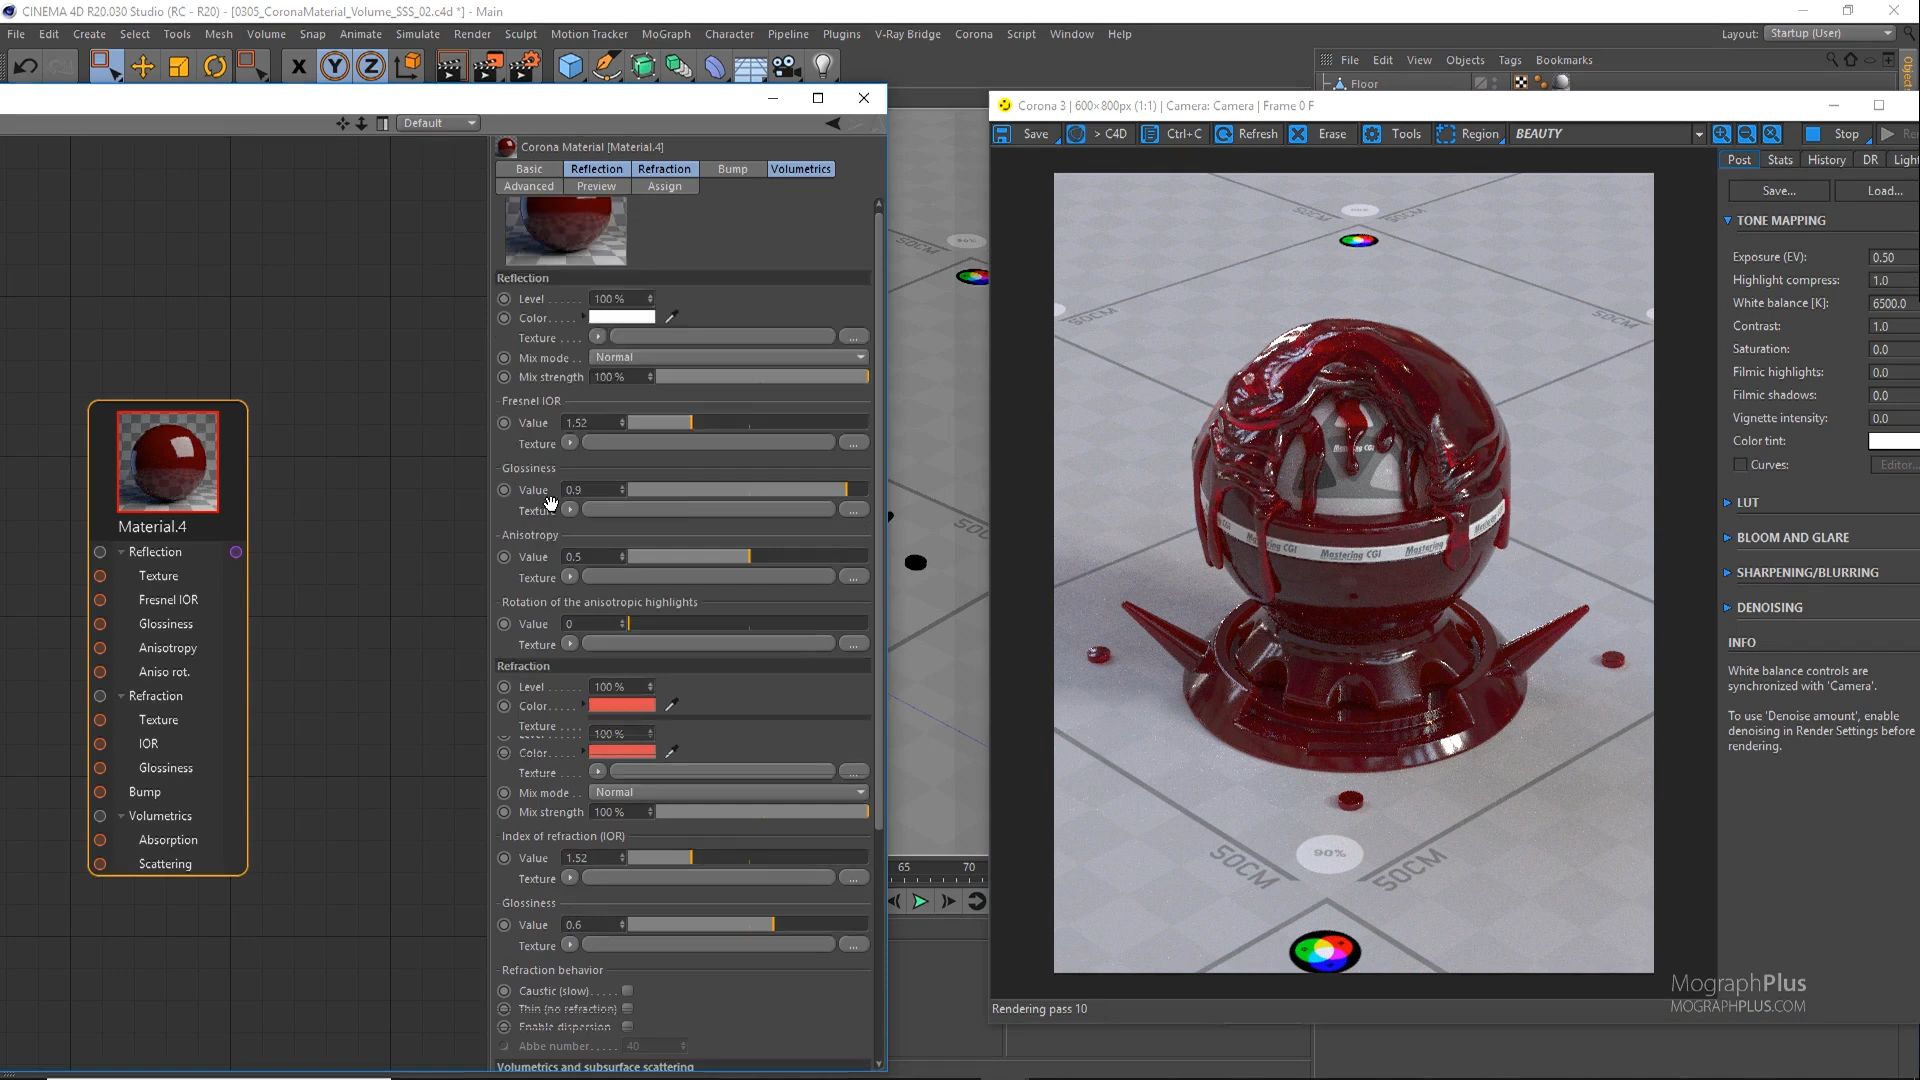 CINEMA 4D R20.030 Studio (RC - R20) - [0305_CoronaMaterial_Volume_SSS_02.c4d *] - Main
File Edit Create Select Tools Mesh Volume Snap Animate Simulate Render Sculpt Motion Tracker MoGraph Character Pipeline Plugins V-Ray Bridge Corona Script Window Help
Layout: Startup (User)
X Y Z
File Edit View Objects Tags Bookmarks
Floor
Default
Corona Material [Material.4]
Basic Reflection Refraction Bump Volumetrics
Advanced Preview Assign
Reflection
Level 100 %
Color
Texture
Mix mode Normal
Mix strength 100 %
Fresnel IOR
Value 1.52
Texture
Glossiness
Value 0.9
Texture
Anisotropy
Value 0.5
Texture
Rotation of the anisotropic highlights
Value 0
Texture
Refraction
Level 100 %
Color
Texture
100 %
Color
Texture
Mix mode Normal
Mix strength 100 %
Index of refraction (IOR)
Value 1.52
Texture
Glossiness
Value 0.6
Texture
Refraction behavior
Caustic (slow)
Thin (no refraction)
Enable dispersion
Abbe number 40
Volumetrics and subsurface scattering
Material.4
Reflection
Texture
Fresnel IOR
Glossiness
Anisotropy
Aniso rot.
Refraction
Texture
IOR
Glossiness
Bump
Volumetrics
Absorption
Scattering
65 70
Corona 3 | 600×800px (1:1) | Camera: Camera | Frame 0 F
Save > C4D Ctrl+C Refresh Erase Tools Region BEAUTY Stop
Post Stats History DR Light
Save... Load...
TONE MAPPING
Exposure (EV): 0.50
Highlight compress: 1.0
White balance [K]: 6500.0
Contrast: 1.0
Saturation: 0.0
Filmic highlights: 0.0
Filmic shadows: 0.0
Vignette intensity: 0.0
Color tint:
Curves: Editor...
LUT
BLOOM AND GLARE
SHARPENING/BLURRING
DENOISING
INFO
White balance controls are
synchronized with 'Camera'.
To use 'Denoise amount', enable
denoising in Render Settings before
rendering.
50CM 50CM
50CM 50CM
Mastering CGI
Mastering CGI Mastering CGI Mastering
90%
50CM 50CM
Rendering pass 10
MographPlus
MOGRAPHPLUS.COM